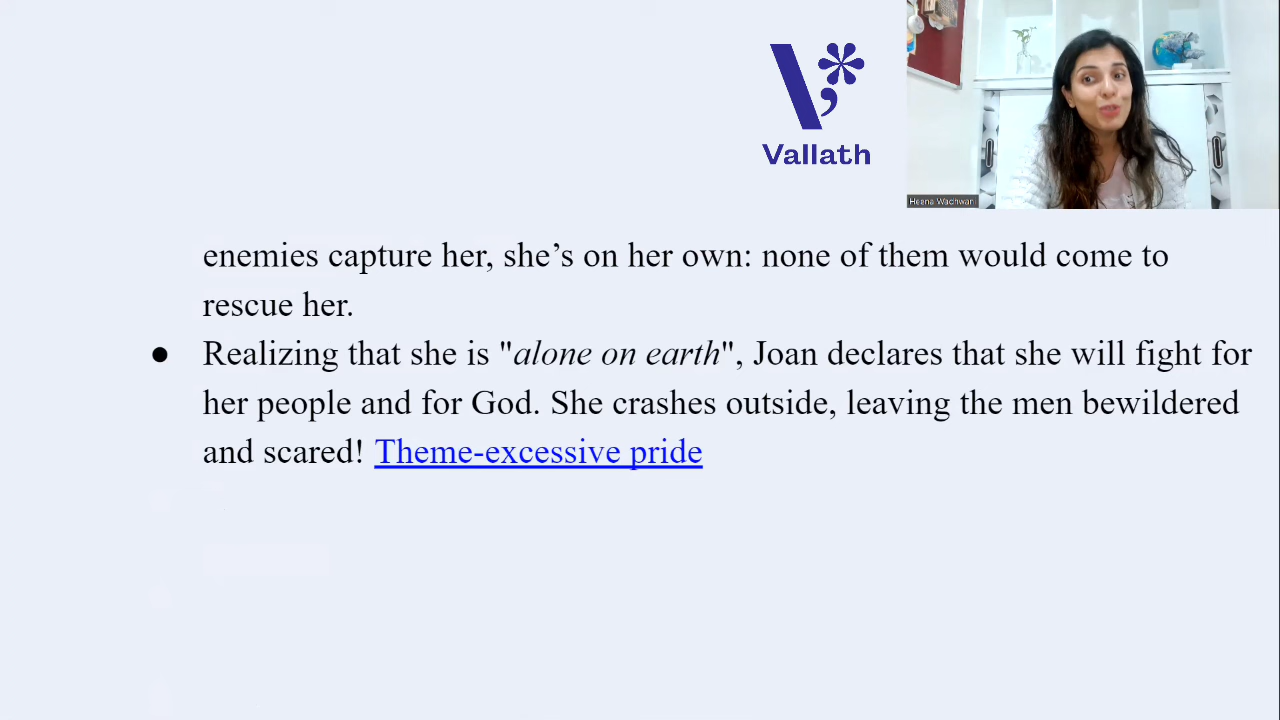 Vallath
Heena Wadhwani
enemies capture her, she’s on her own: none of them would come to
rescue her.
● Realizing that she is "alone on earth", Joan declares that she will fight for
her people and for God. She crashes outside, leaving the men bewildered
and scared! Theme-excessive pride